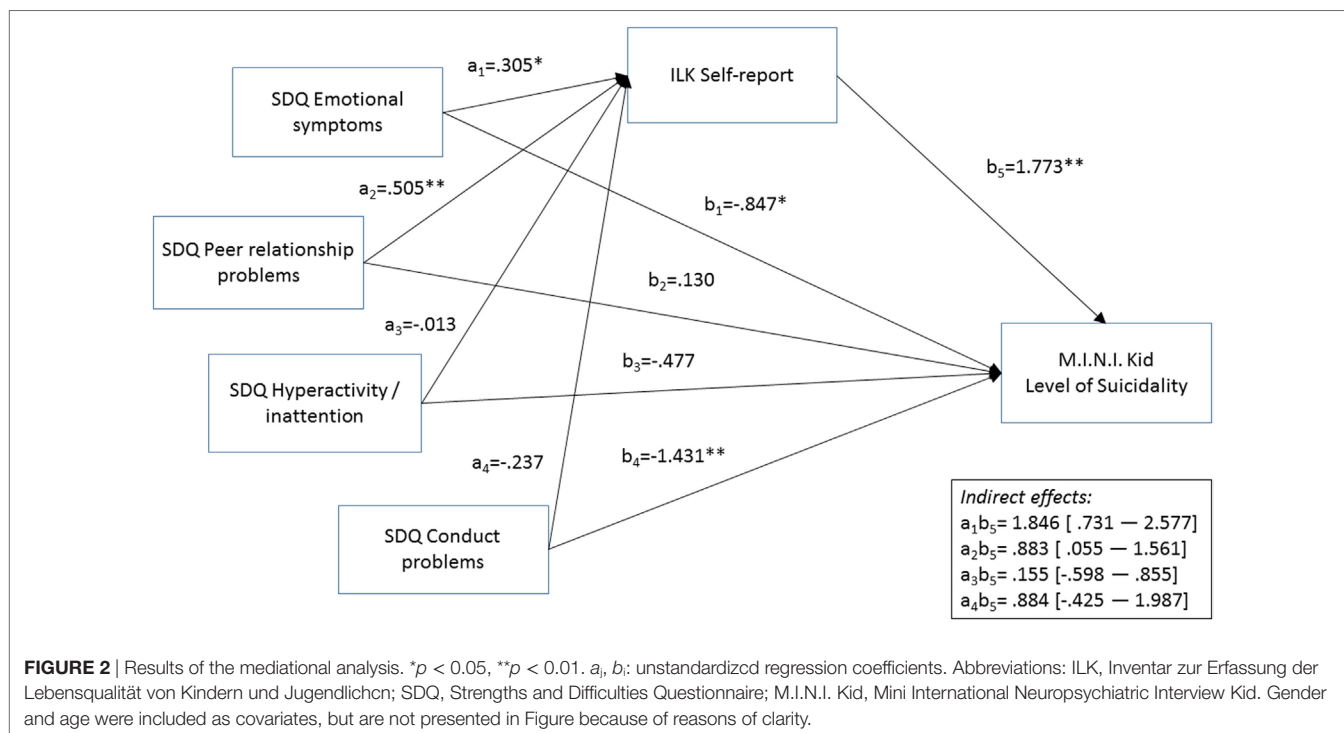 a₁=.305*
ILK Self-report
SDQ Emotional
symptoms
b₅=1.773**
a₂=.505**
b₁=-.847*
SDQ Peer relationship
problems
b₂=.130
a₃=-.013
b₃=-.477
M.I.N.I. Kid
Level of Suicidality
SDQ Hyperactivity /
inattention
a₄=-.237
b₄=-1.431**
SDQ Conduct
problems
Indirect effects:
a₁b₅= 1.846 [ .731 — 2.577]
a₂b₅= .883 [ .055 — 1.561]
a₃b₅= .155 [-.598 — .855]
a₄b₅= .884 [-.425 — 1.987]
FIGURE 2 | Results of the mediational analysis. *p < 0.05, **p < 0.01. aᵢ, bᵢ: unstandardizcd regression coefficients. Abbreviations: ILK, Inventar zur Erfassung der
Lebensqualität von Kindern und Jugendlichcn; SDQ, Strengths and Difficulties Questionnaire; M.I.N.I. Kid, Mini International Neuropsychiatric Interview Kid. Gender
and age were included as covariates, but are not presented in Figure because of reasons of clarity.